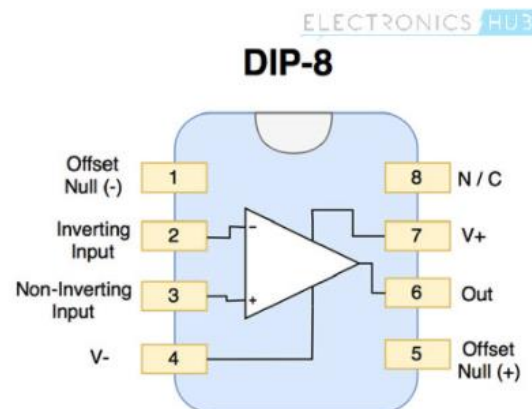 ELECTRONICS HUB
DIP-8
Offset
Null (-)
1
8
N / C
Inverting
Input
2
−
7
V+
Non-Inverting
Input
3
+
6
Out
V-
4
5
Offset
Null (+)